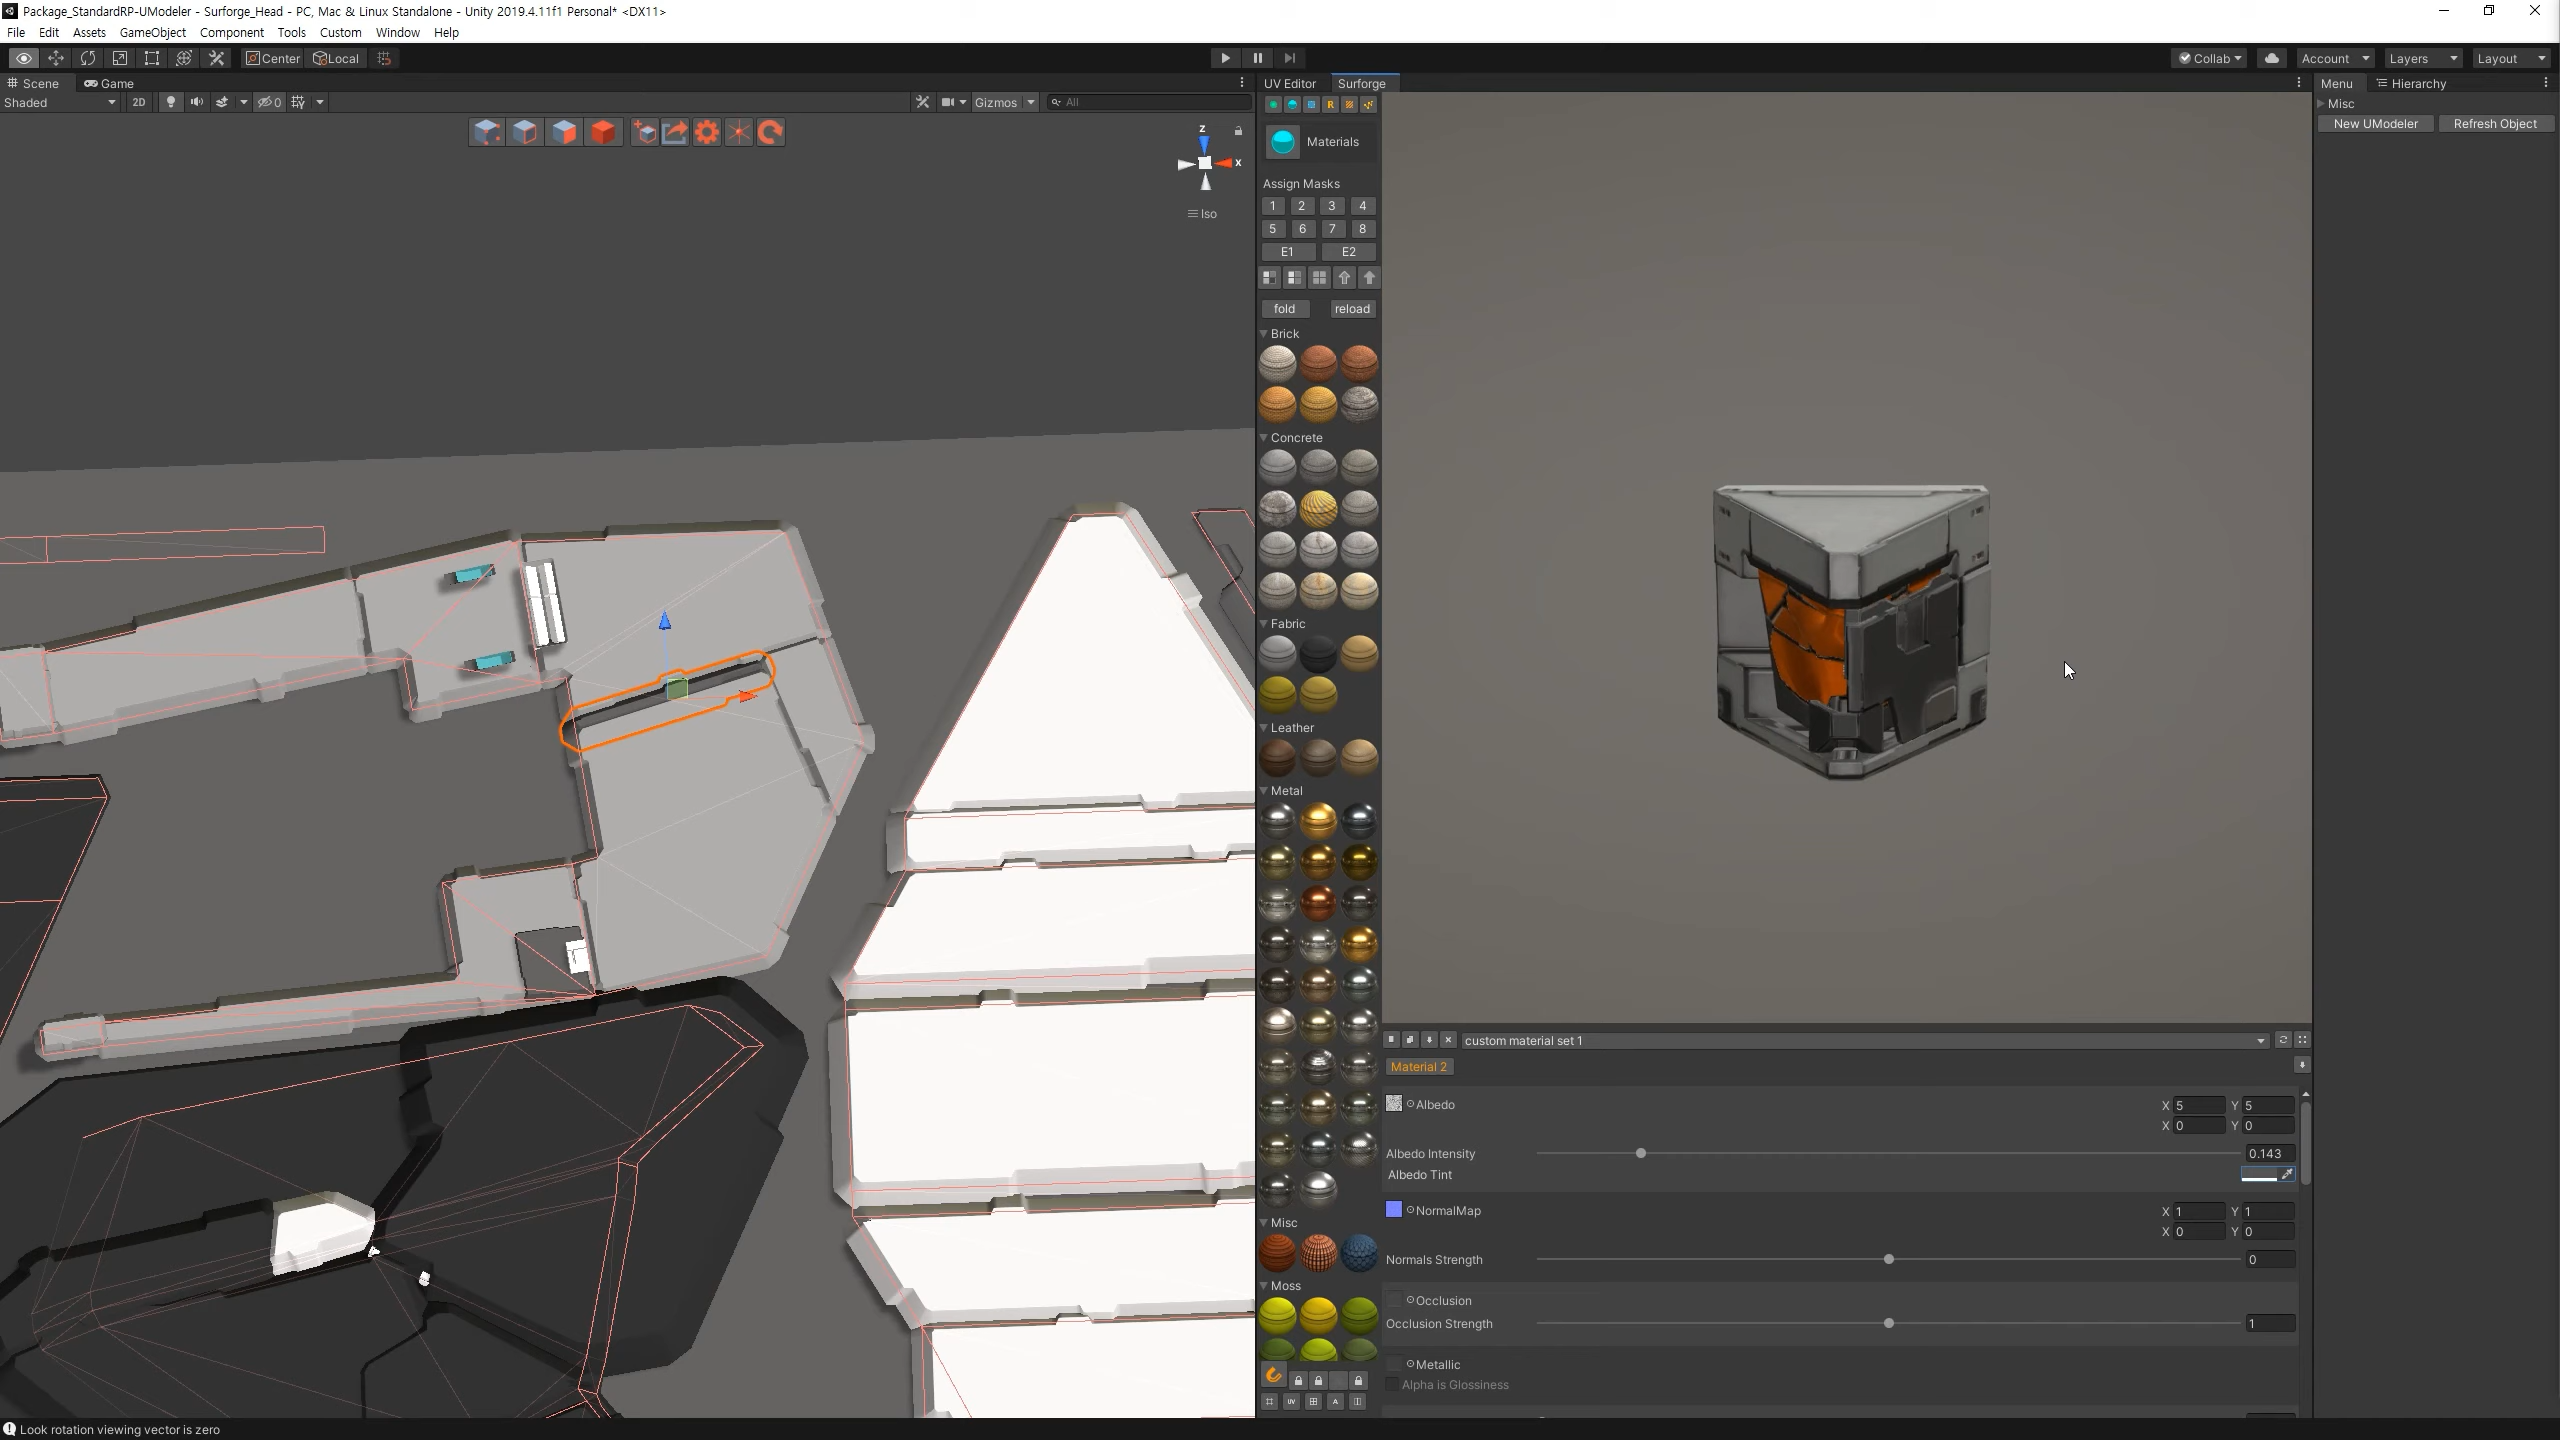 Package_StandardRP-UModeler - Surforge_Head - PC, Mac & Linux Standalone - Unity 2019.4.11f1 Personal* <DX11>
File Edit Assets GameObject Component Tools Custom Window Help
Center Local Collab Account Layers Layout
Scene Game UV Editor Surforge Menu Hierarchy
Shaded 2D 0 Gizmos All
R
Misc
New UModeler Refresh Object
z
x
Iso
Materials
Assign Masks
1 2 3 4
5 6 7 8
E1 E2
fold reload
Brick
Concrete
Fabric
Leather
Metal
Misc
Moss
UV A
custom material set 1
Material 2
Albedo X 5 Y 5
X 0 Y 0
Albedo Intensity 0.143
Albedo Tint
NormalMap X 1 Y 1
X 0 Y 0
Normals Strength 0
Occlusion
Occlusion Strength 1
Metallic
Alpha is Glossiness
Look rotation viewing vector is zero